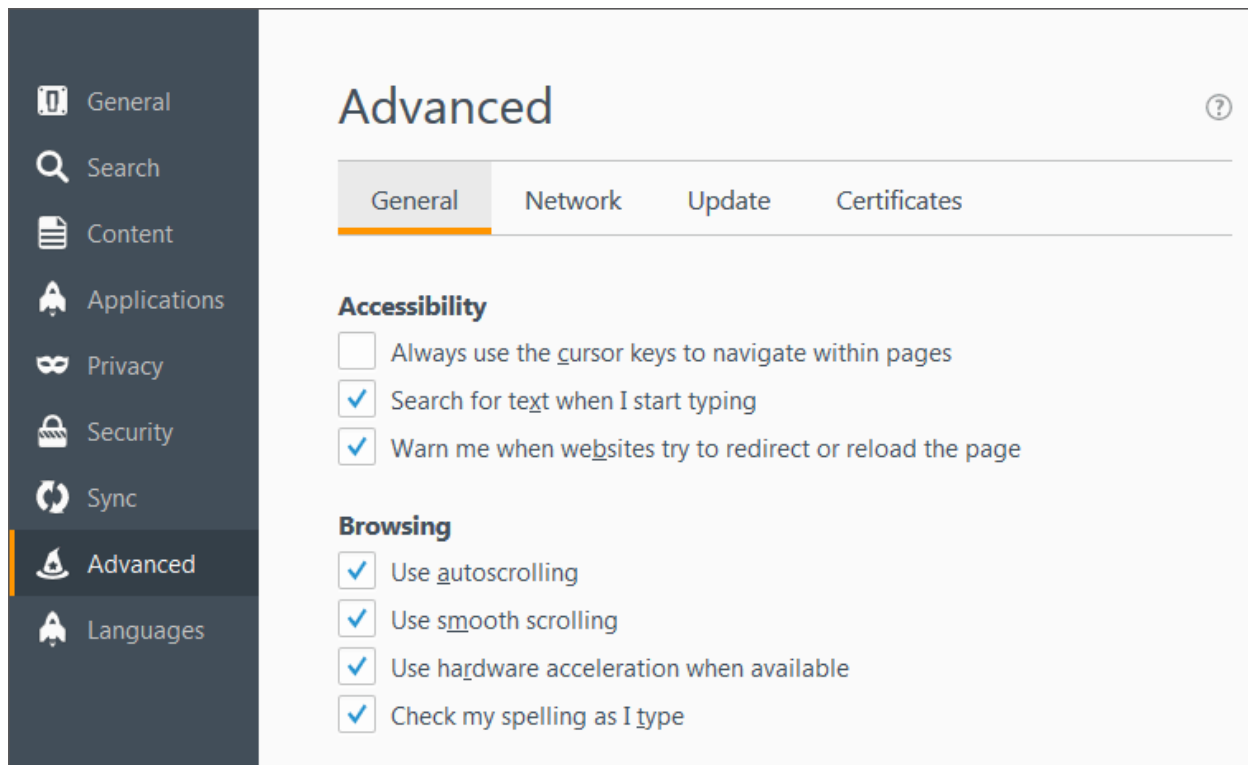 General
Search
Content
Applications
Privacy
Security
Sync
Advanced
Languages
Advanced
?
General Network Update Certificates
Accessibility
Always use the cursor keys to navigate within pages
Search for text when I start typing
Warn me when websites try to redirect or reload the page
Browsing
Use autoscrolling
Use smooth scrolling
Use hardware acceleration when available
Check my spelling as I type